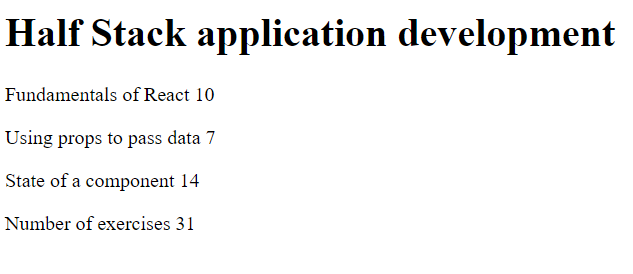 Half Stack application development
Fundamentals of React 10
Using props to pass data 7
State of a component 14
Number of exercises 31